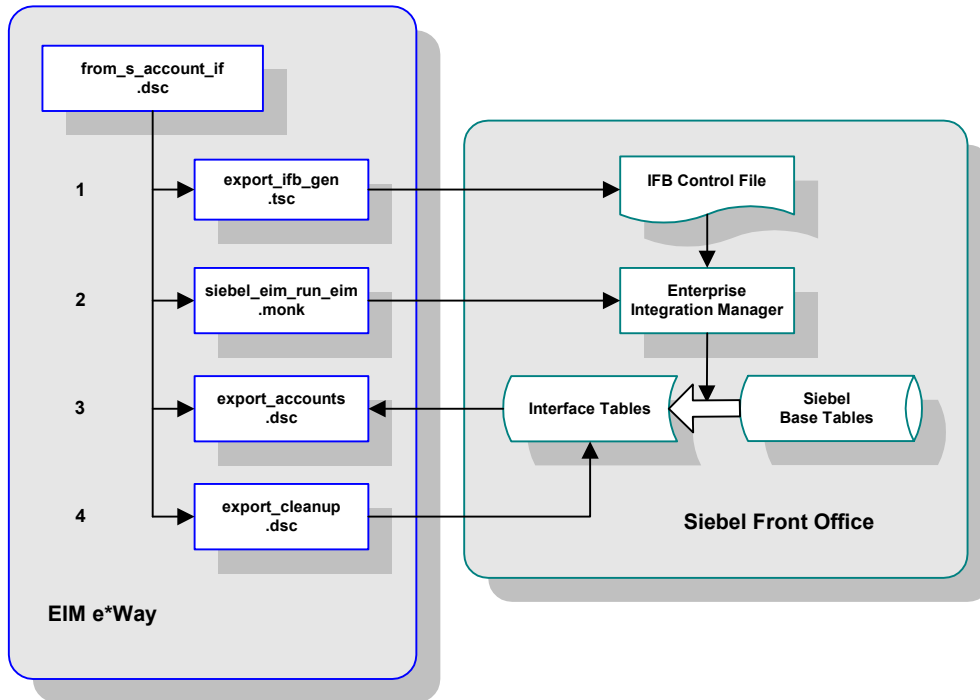 from_s_account_if
.dsc
1
export_ifb_gen
.tsc
IFB Control File
2
siebel_eim_run_eim
.monk
Enterprise
Integration Manager
3
export_accounts
.dsc
Interface Tables
Siebel
Base Tables
4
export_cleanup
.dsc
Siebel Front Office
EIM e*Way